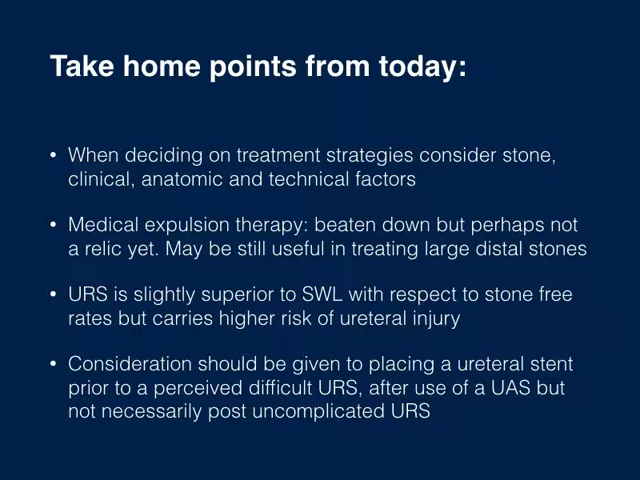 Take home points from today:
• When deciding on treatment strategies consider stone,
clinical, anatomic and technical factors
• Medical expulsion therapy: beaten down but perhaps not
a relic yet. May be still useful in treating large distal stones
• URS is slightly superior to SWL with respect to stone free
rates but carries higher risk of ureteral injury
• Consideration should be given to placing a ureteral stent
prior to a perceived difficult URS, after use of a UAS but
not necessarily post uncomplicated URS